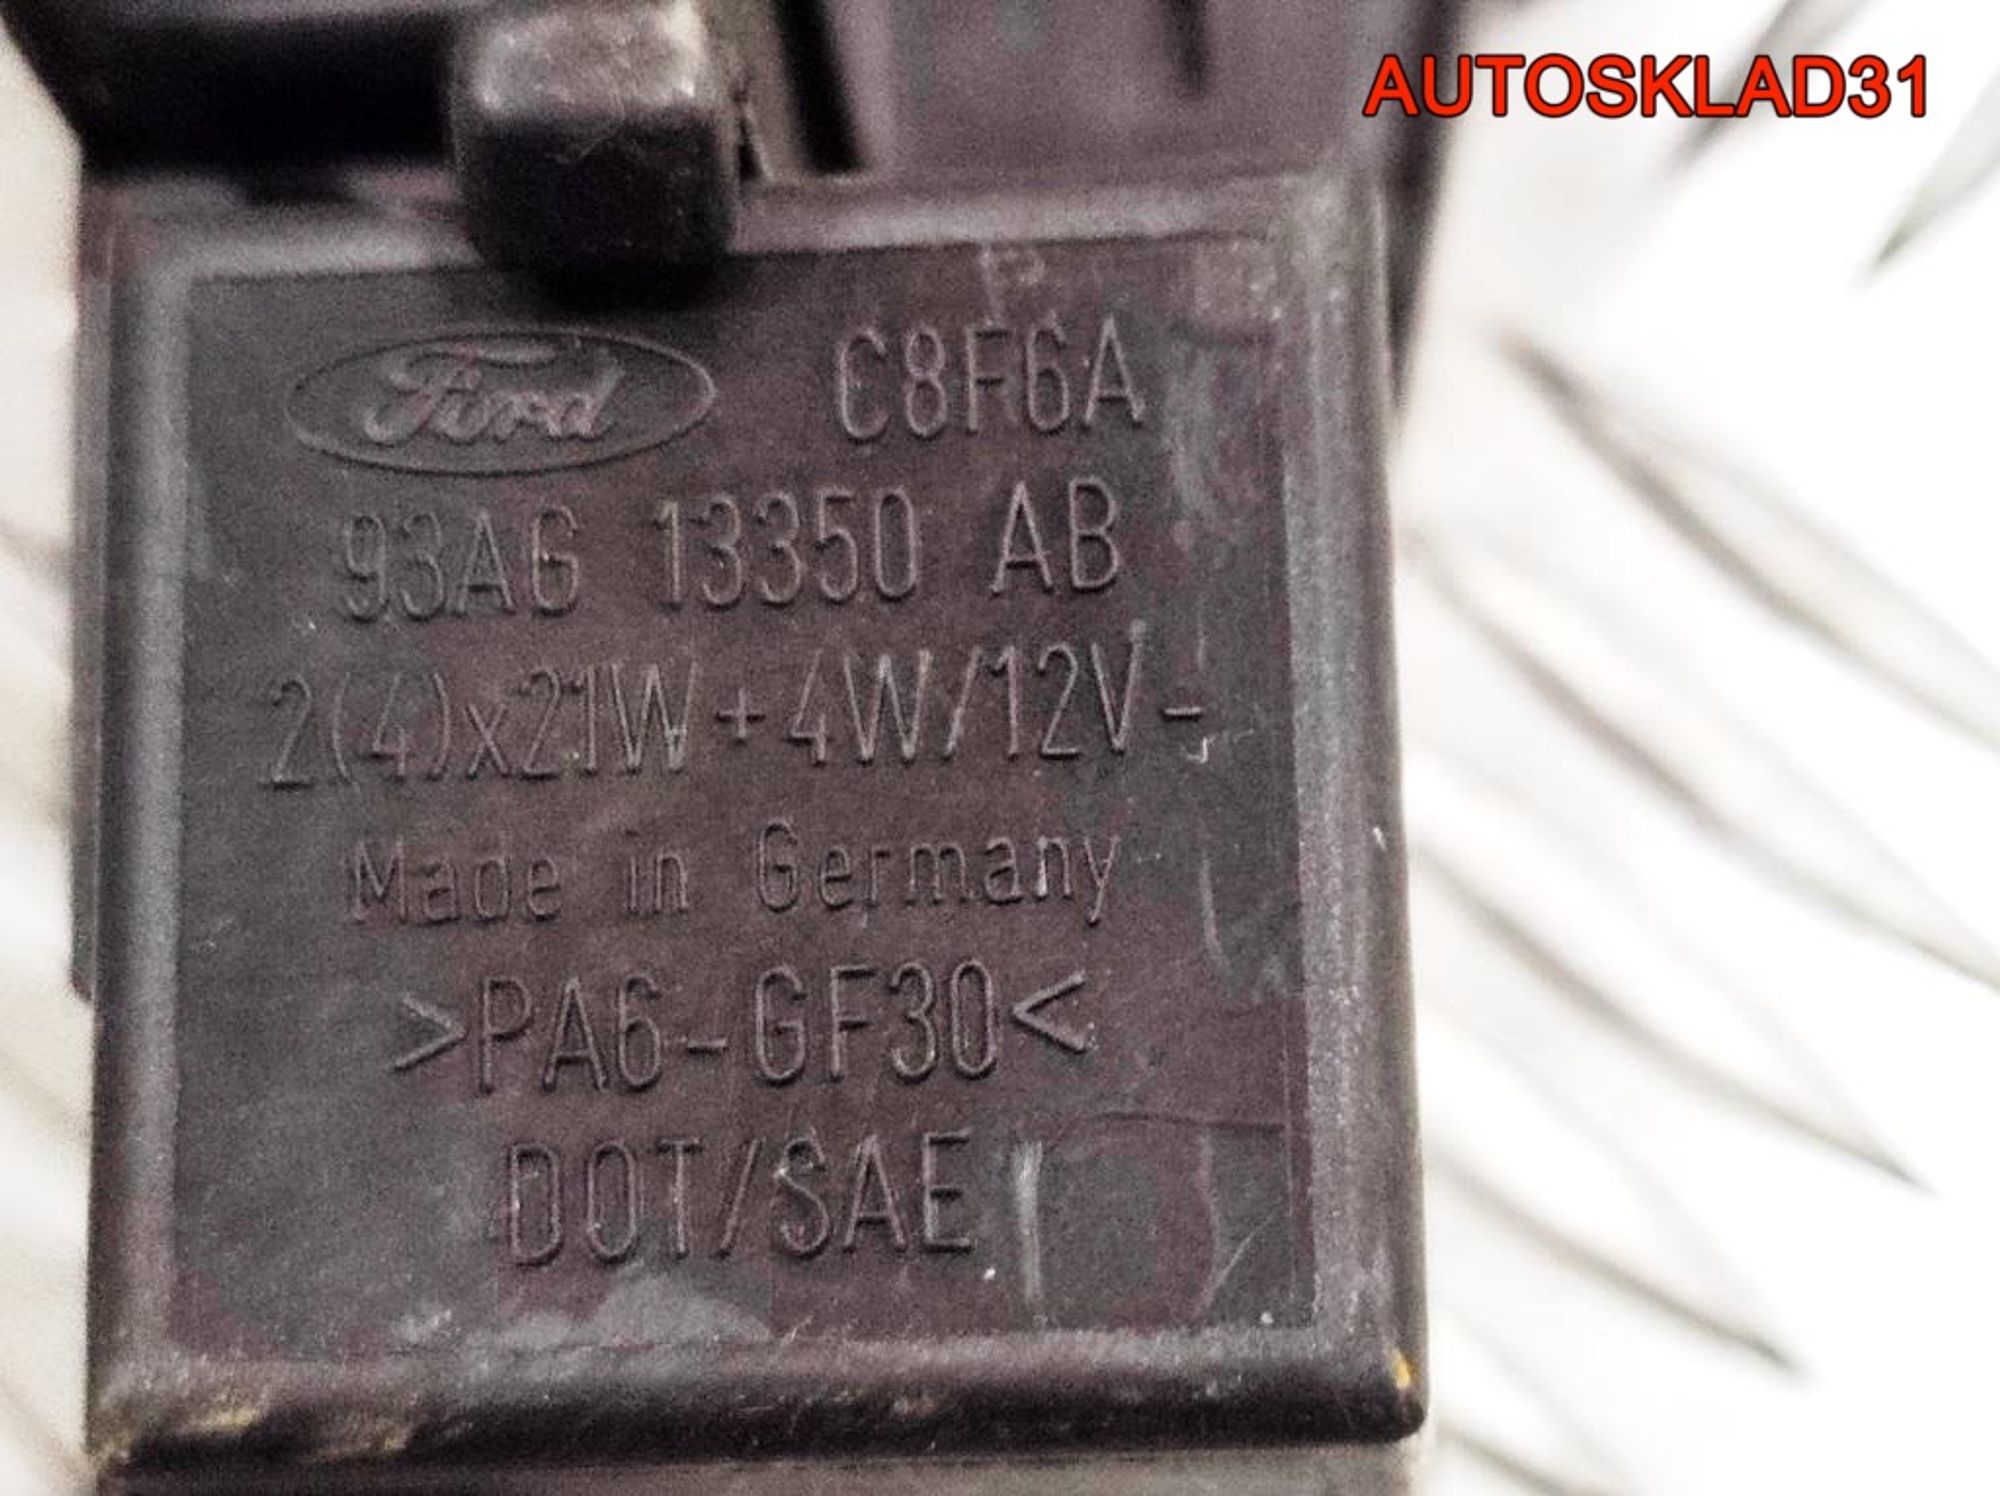 AUTOSKLAD31
Ford C8F6A
93AG 13350 AB
2(4)x21W+4W/12V-
Made in Germany
>PA6-GF30<
DOT/SAE